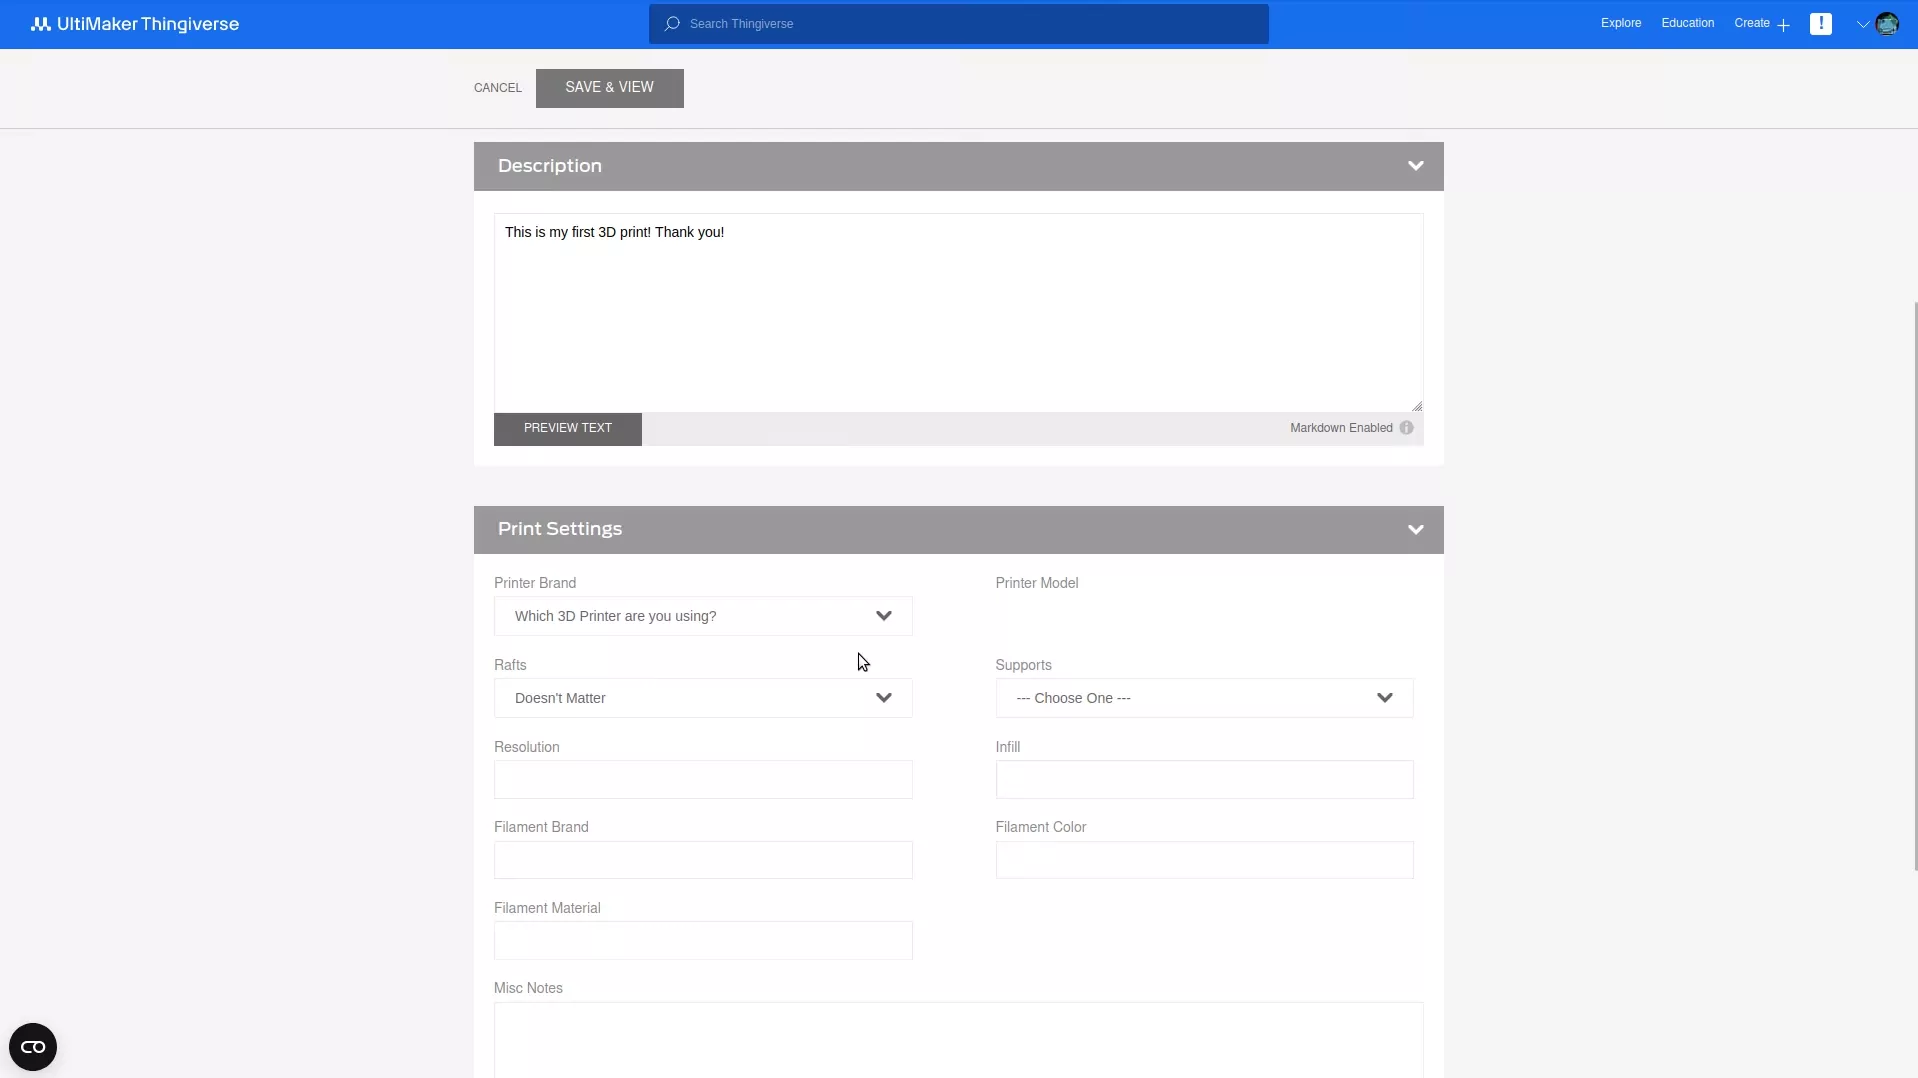 UltiMaker Thingiverse
Search Thingiverse
Explore
Education
Create
CANCEL
SAVE & VIEW
Description
This is my first 3D print! Thank you!
PREVIEW TEXT
Markdown Enabled
Print Settings
Printer Brand
Printer Model
Which 3D Printer are you using?
Rafts
Supports
Doesn't Matter
--- Choose One ---
Resolution
Infill
Filament Brand
Filament Color
Filament Material
Misc Notes